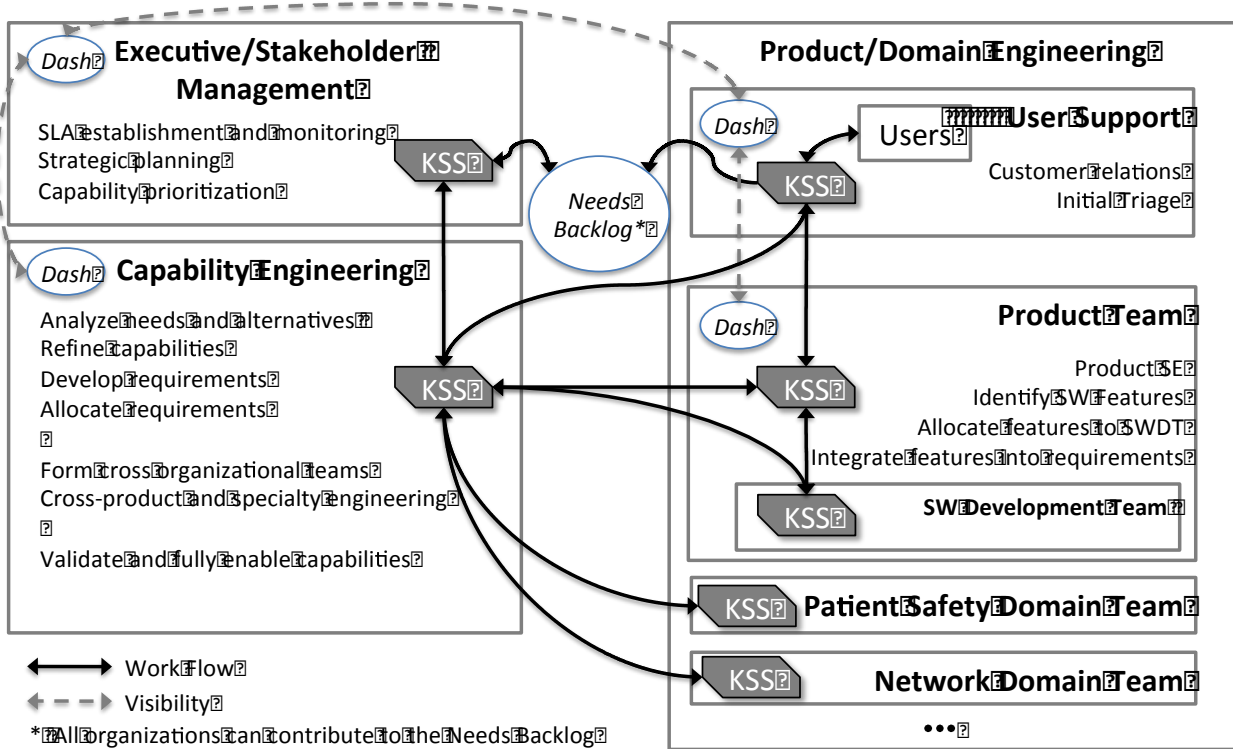 Dash
Executive/Stakeholder
Management
SLA establishment and monitoring
Strategic planning
Capability prioritization
KSS
Needs
Backlog*
Product/Domain Engineering
Dash
User Support
Users
KSS
Customer relations
Initial Triage
Dash
Capability Engineering
Analyze needs and alternatives
Refine capabilities
Develop requirements
Allocate requirements
Form cross organizational teams
Cross-product and specialty engineering
Validate and fully enable capabilities
KSS
Dash
Product Team
KSS
Product SE
Identify SW Features
Allocate features to SWDT
Integrate features into requirements
KSS
SW Development Team
KSS
Patient Safety Domain Team
KSS
Network Domain Team
•••
Work Flow
Visibility
* All organizations can contribute to the Needs Backlog